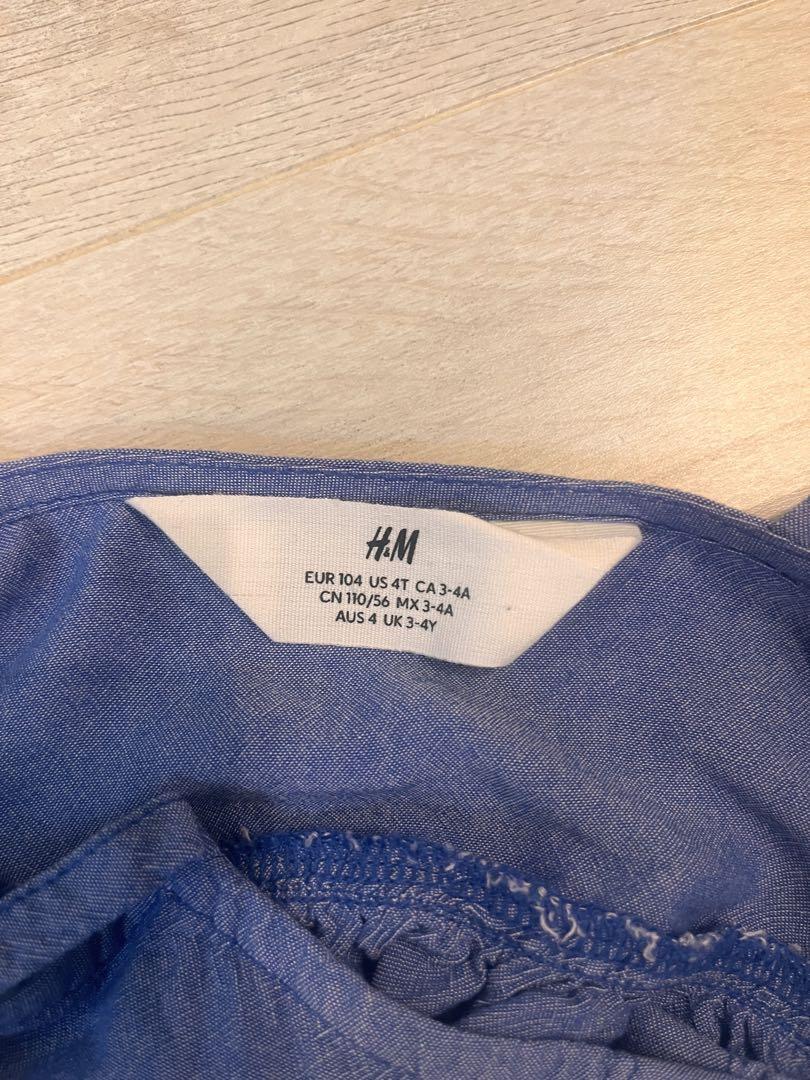 H&M
EUR 104 US 4T CA 3-4A
CN 110/56 MX 3-4A
AUS 4 UK 3-4Y